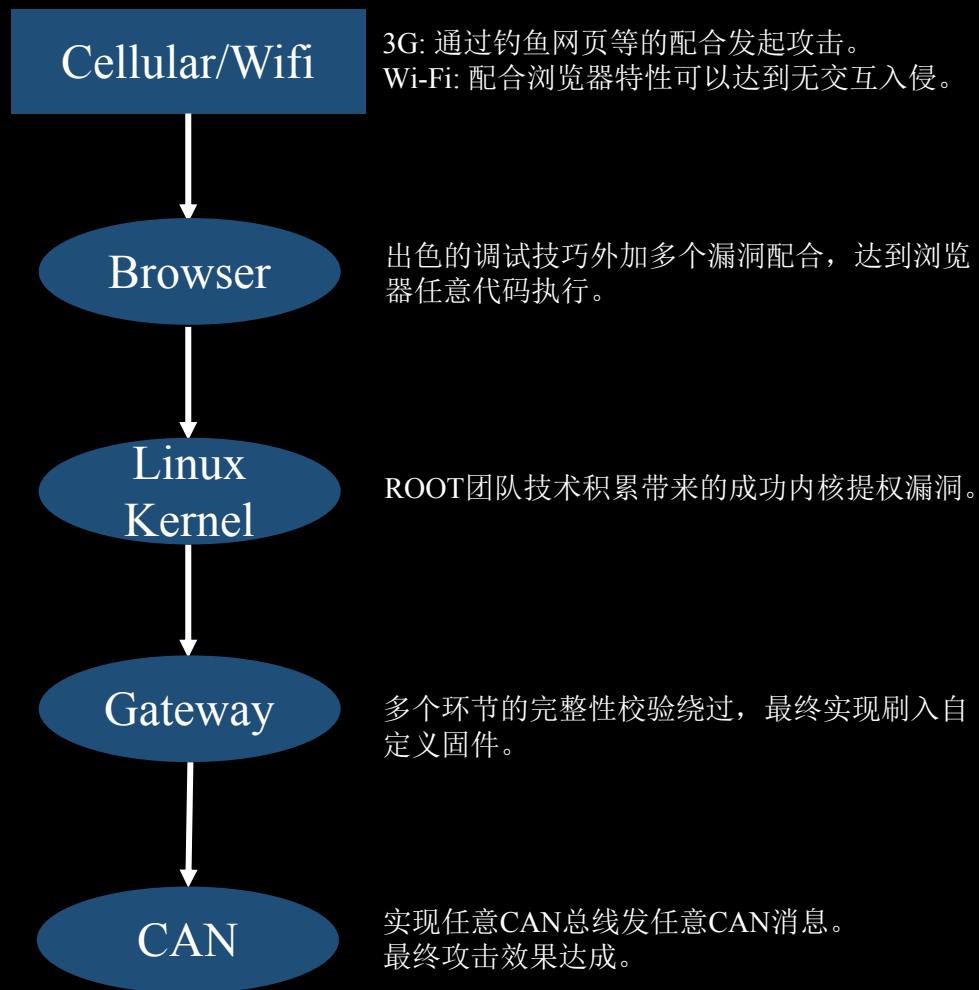 Cellular/Wifi
3G: 通过钓鱼网页等的配合发起攻击。
Wi-Fi: 配合浏览器特性可以达到无交互入侵。
Browser
出色的调试技巧外加多个漏洞配合，达到浏览
器任意代码执行。
Linux
Kernel
ROOT团队技术积累带来的成功内核提权漏洞。
Gateway
多个环节的完整性校验绕过，最终实现刷入自
定义固件。
CAN
实现任意CAN总线发任意CAN消息。
最终攻击效果达成。